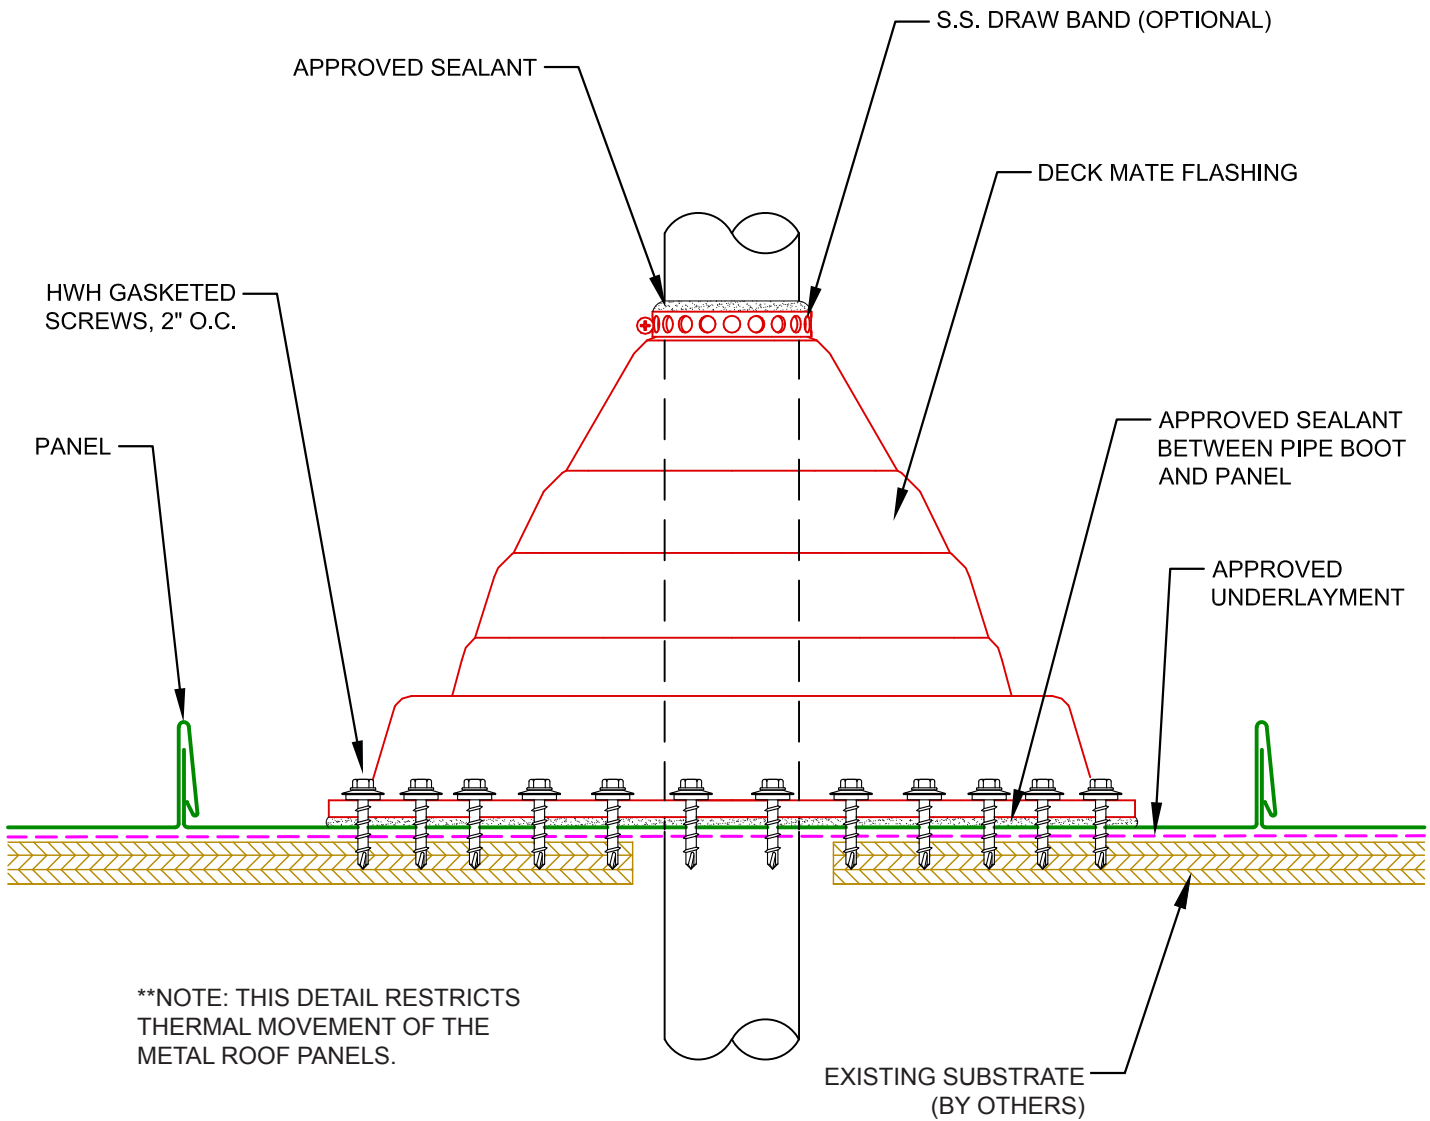 S.S. DRAW BAND (OPTIONAL)
APPROVED SEALANT
DECK MATE FLASHING
HWH GASKETED
SCREWS, 2" O.C.
PANEL
APPROVED SEALANT
BETWEEN PIPE BOOT
AND PANEL
APPROVED
UNDERLAYMENT
**NOTE: THIS DETAIL RESTRICTS
THERMAL MOVEMENT OF THE
METAL ROOF PANELS.
EXISTING SUBSTRATE
(BY OTHERS)